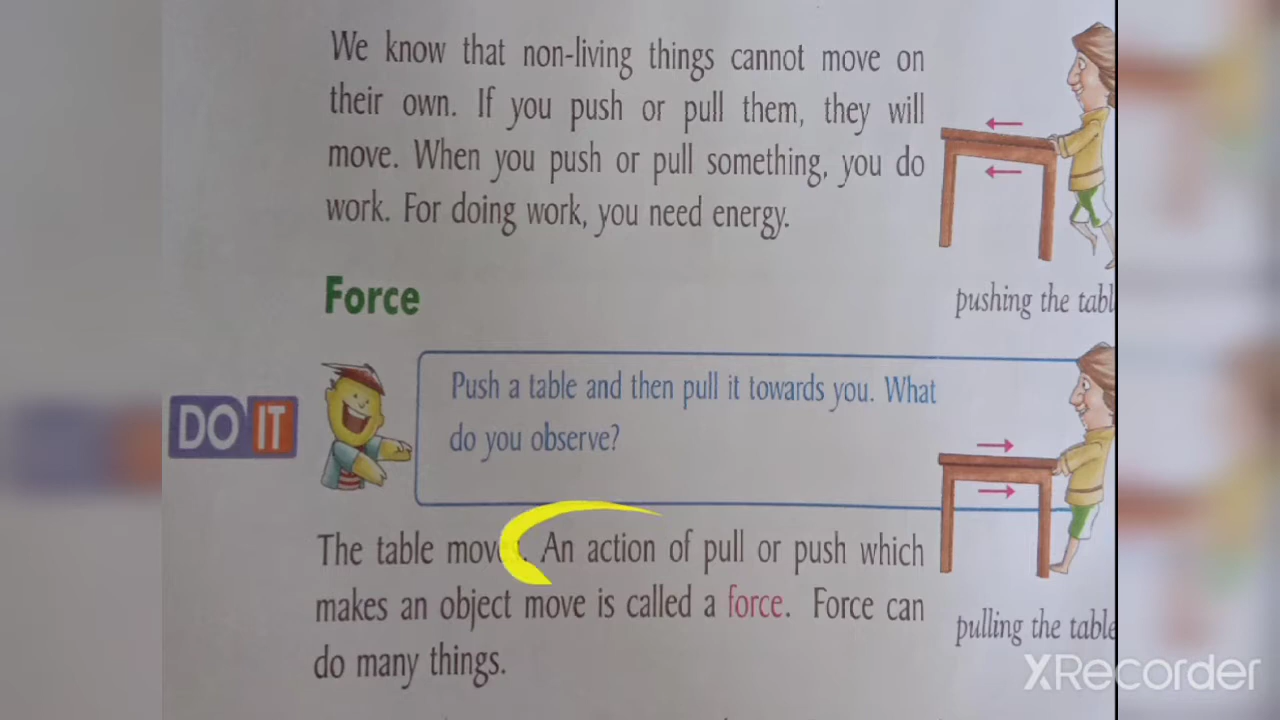 We know that non-living things cannot move on
their own. If you push or pull them, they will
move. When you push or pull something, you do
work. For doing work, you need energy.
pushing the tabl
Force
DO IT
Push a table and then pull it towards you. What
do you observe?
The table mov . An action of pull or push which
makes an object move is called a force. Force can
do many things.
pulling the table
XRecorder